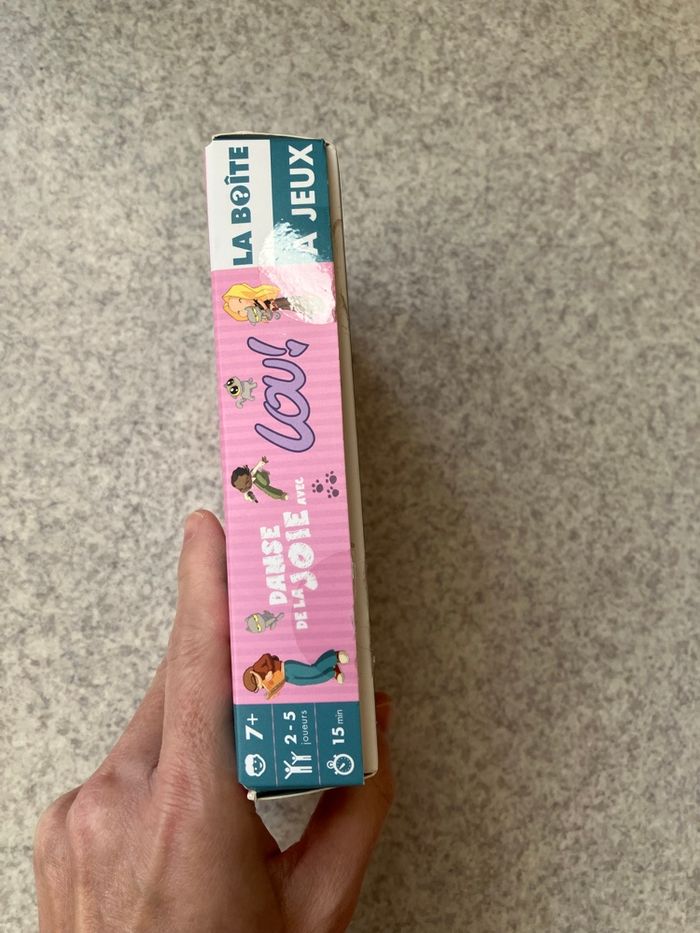 LA BOÎTE
À JEUX
DANSE
DE LA JOIE AVEC
LOU!
7+
2 - 5
joueurs
15 min